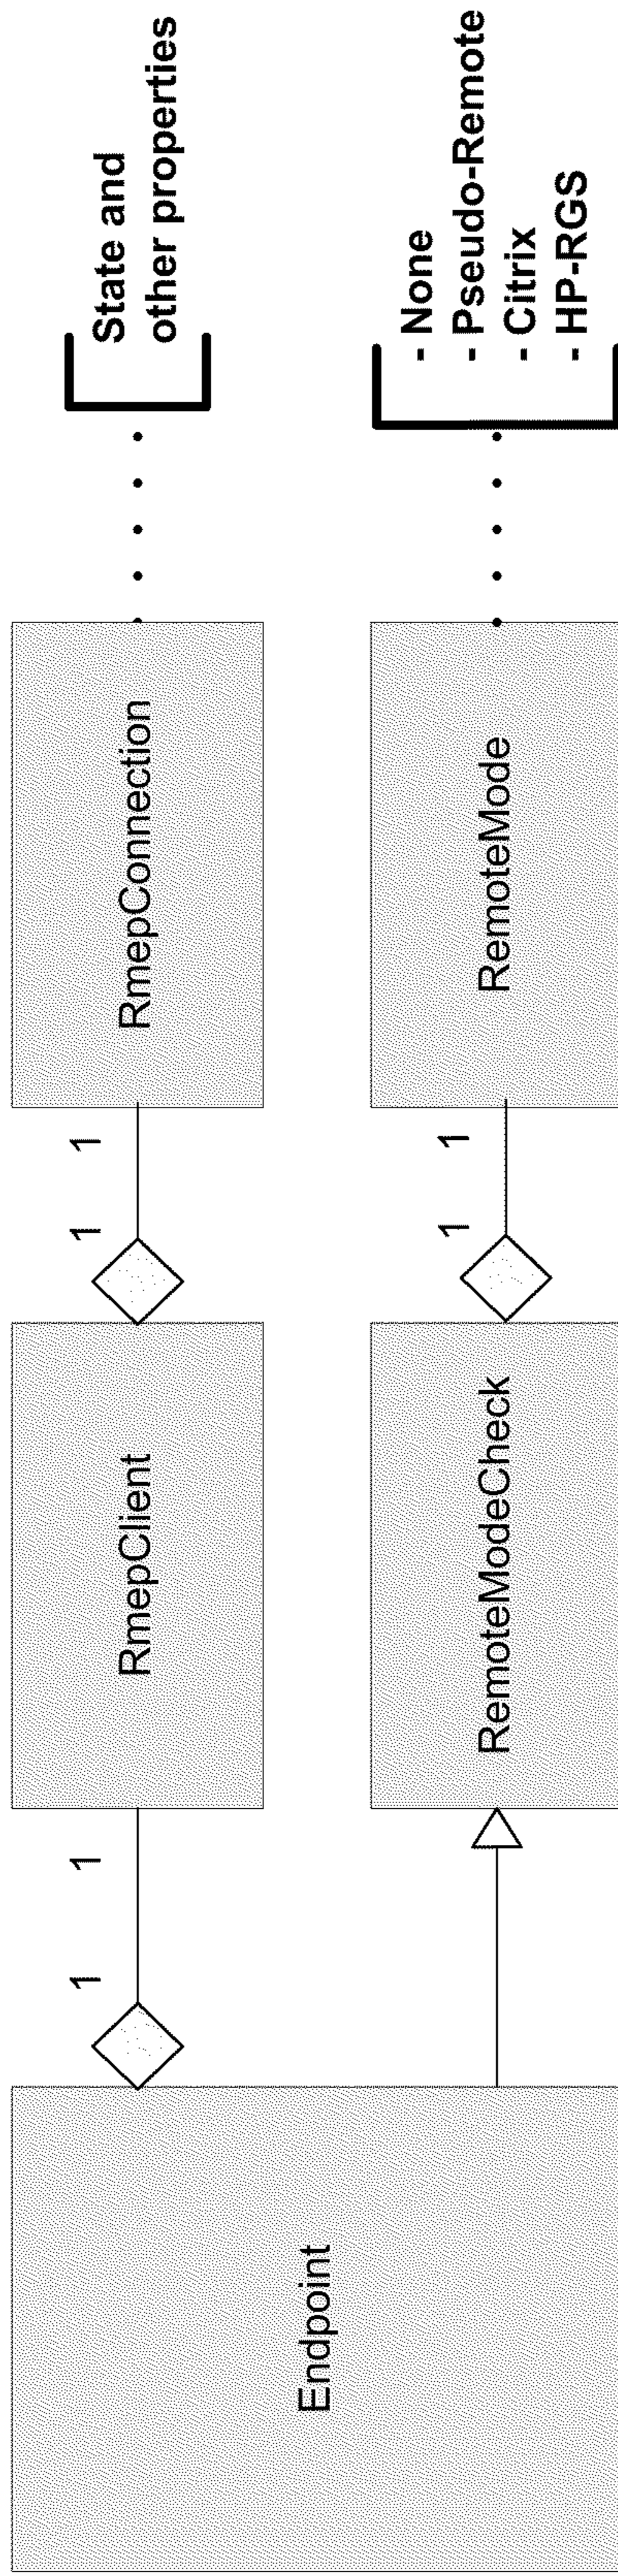 Endpoint
1
1
RmepClient
1
1
RmepConnection
State and
other properties
RemoteModeCheck
1
1
RemoteMode
- None
- Pseudo-Remote
- Citrix
- HP-RGS